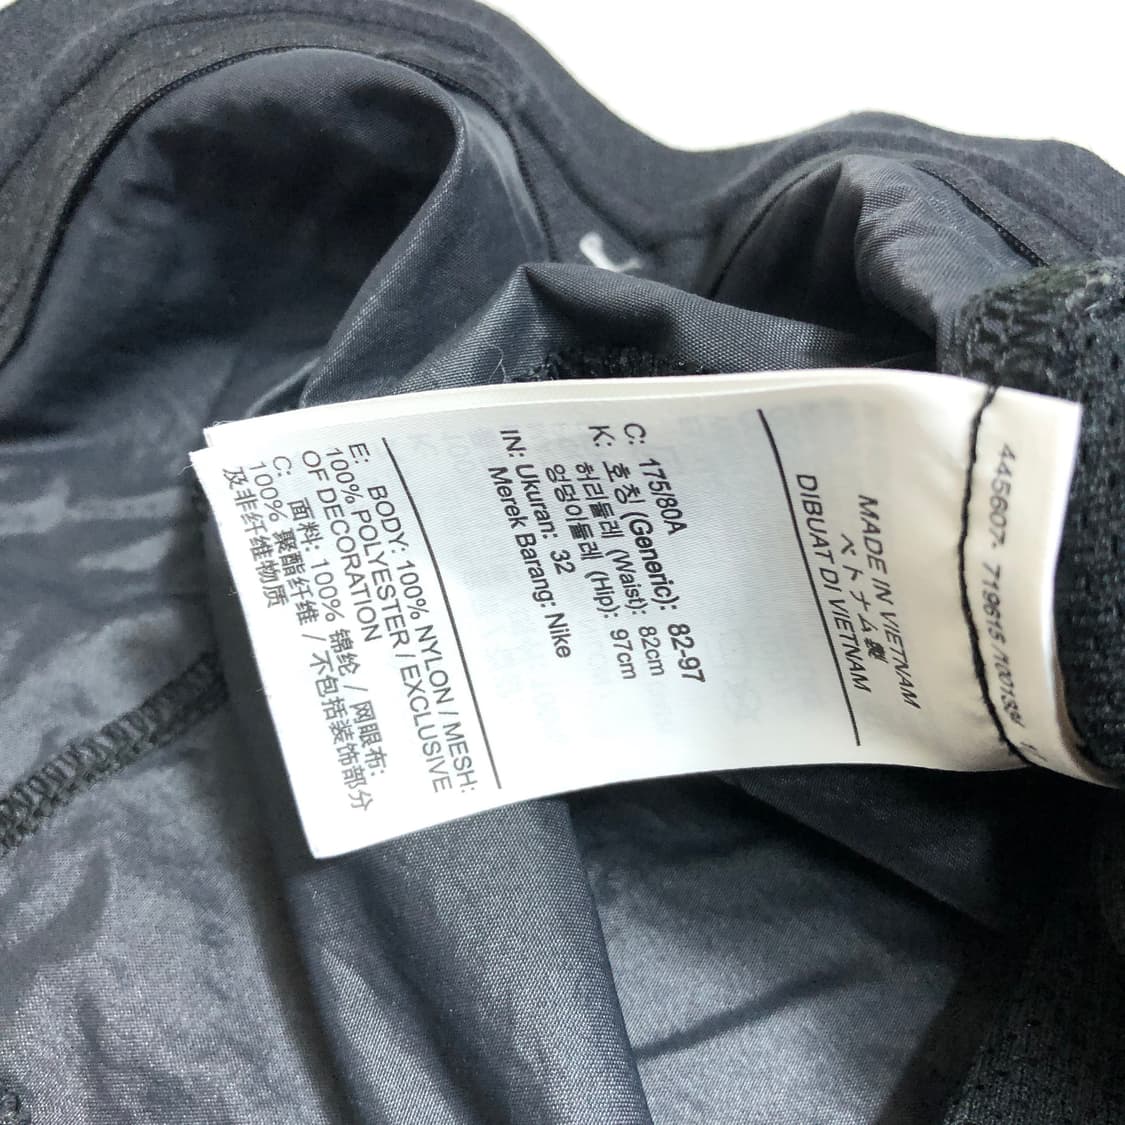 445607- 719615 /100139/
MADE IN VIETNAM
ベトナム製
DIBUAT DI VIETNAM
C: 175/80A
K: 호칭 (Generic): 82-97
허리둘레 (Waist): 82cm
엉덩이둘레 (Hip): 97cm
IN: Ukuran: 32
Merek Barang: Nike
BODY: 100% NYLON / MESH:
E: 100% POLYESTER / EXCLUSIVE
OF DECORATION
C: 面料: 100% 锦纶 / 网眼布:
100% 聚酯纤维 / 不包括装饰部分
及非纤维物质